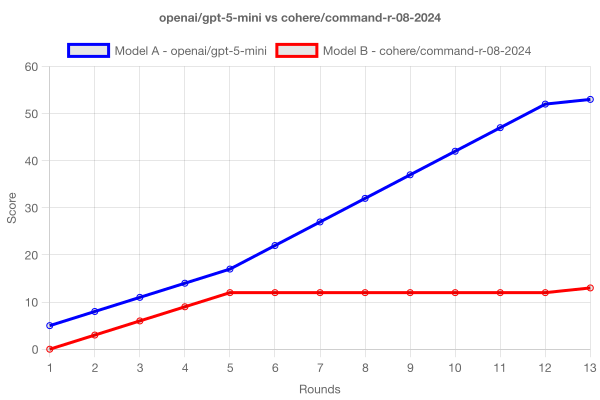 openai/gpt-5-mini vs cohere/command-r-08-2024
Model A - openai/gpt-5-mini
Model B - cohere/command-r-08-2024
60
50
40
30
20
10
0
Score
1 2 3 4 5 6 7 8 9 10 11 12 13
Rounds